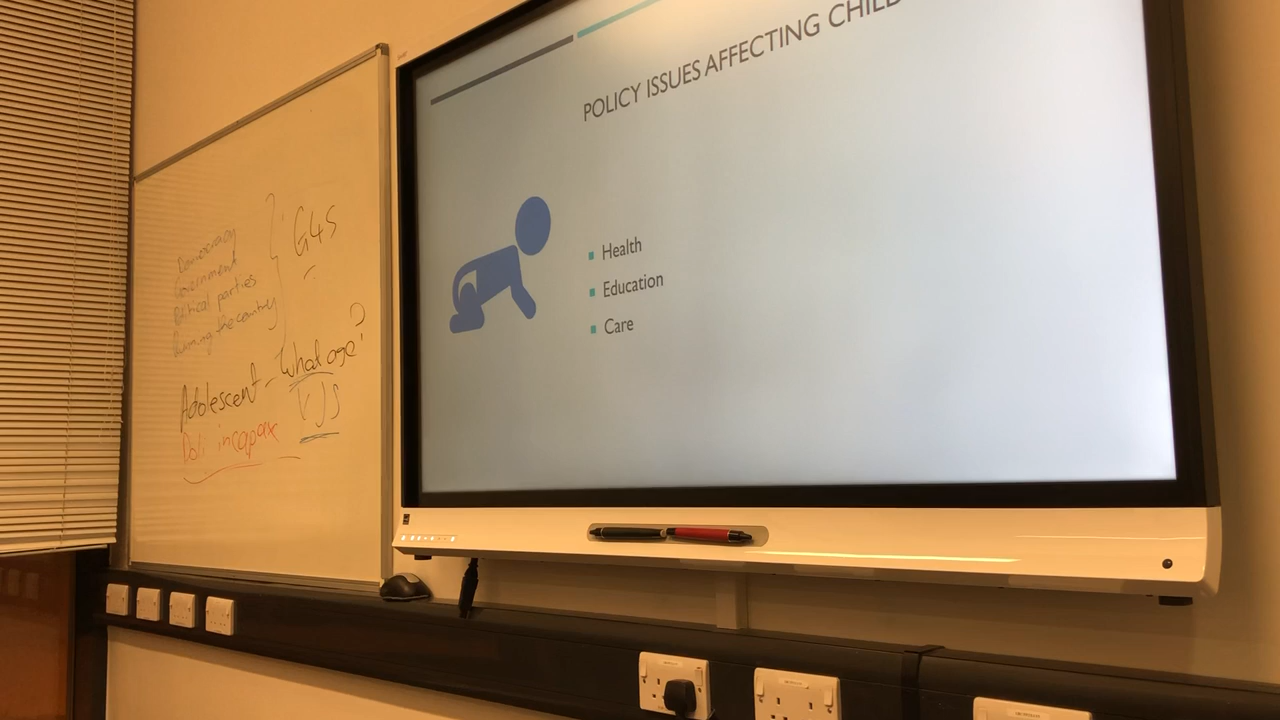 POLICY ISSUES AFFECTING CHILD
Health
Education
Care
Democracy
Government
Political parties
Running the country
G4S
Adolescent - What age?
YJS
Doli incapax